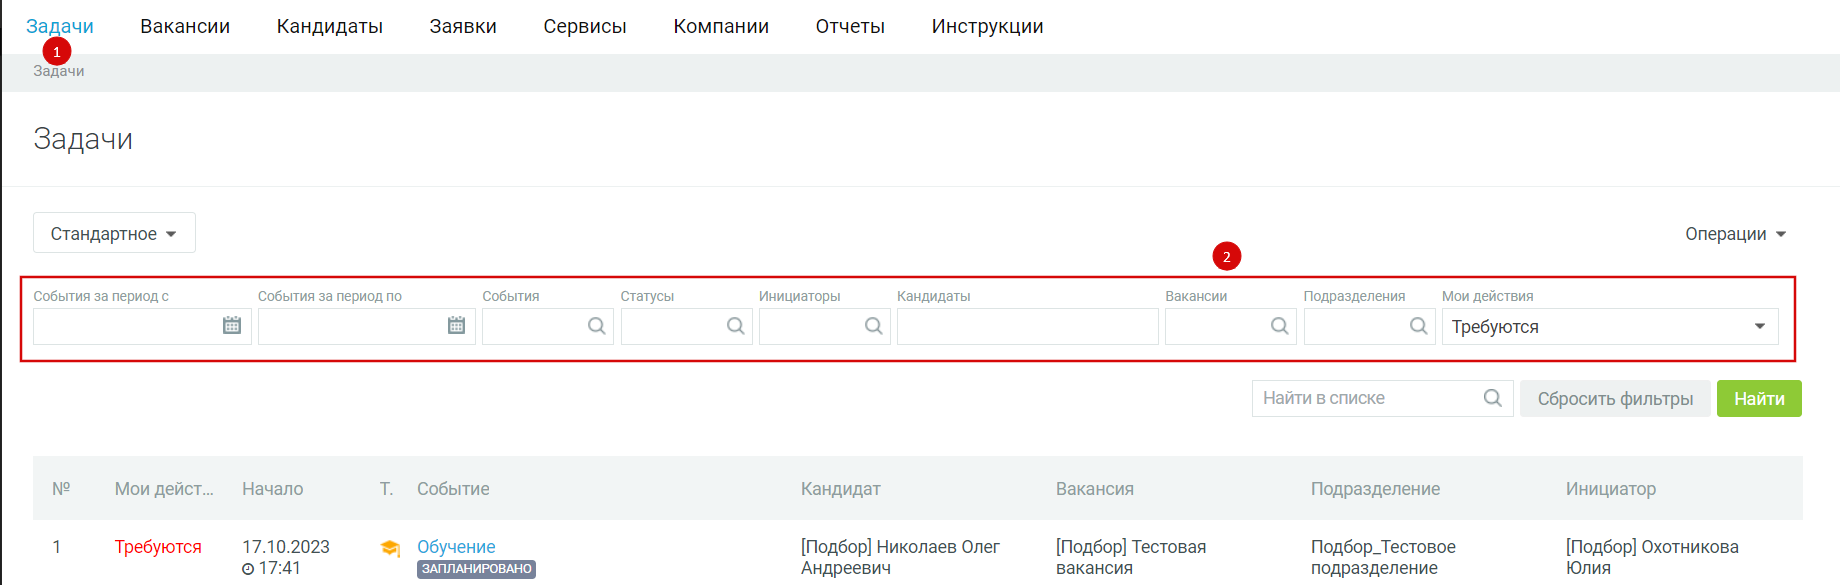 Задачи Вакансии Кандидаты Заявки Сервисы Компании Отчеты Инструкции
1
Задачи
Задачи
Стандартное Операции
2
События за период с События за период по События Статусы Инициаторы Кандидаты Вакансии Подразделения Мои действия
Требуются
Найти в списке Сбросить фильтры Найти
№ Мои дейст... Начало Т. Событие Кандидат Вакансия Подразделение Инициатор
1 Требуются 17.10.2023 Обучение [Подбор] Николаев Олег [Подбор] Тестовая Подбор_Тестовое [Подбор] Охотникова
17:41 ЗАПЛАНИРОВАНО Андреевич вакансия подразделение Юлия